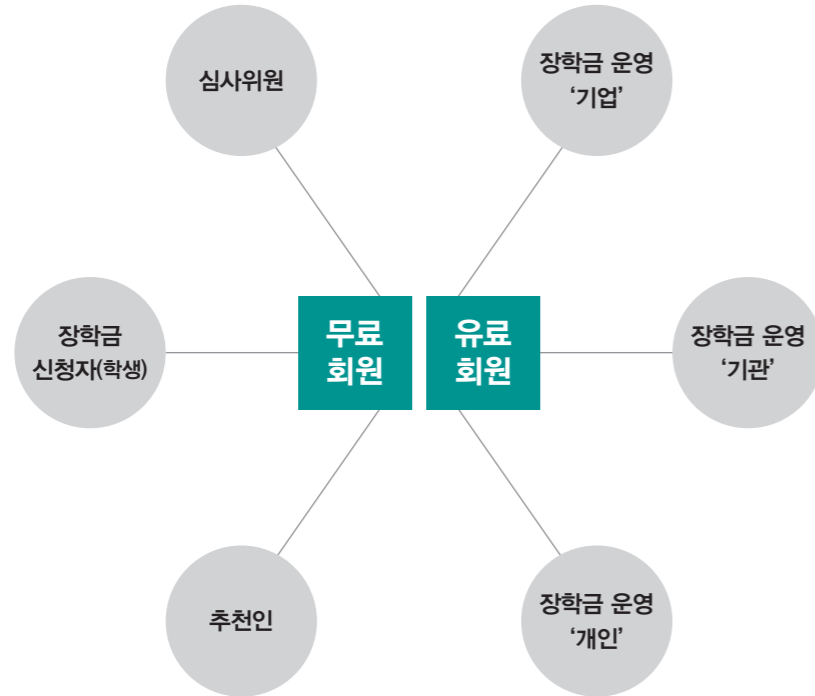 심사위원
장학금 운영
‘기업’
장학금
신청자(학생)
무료
회원
유료
회원
장학금 운영
‘기관’
추천인
장학금 운영
‘개인’